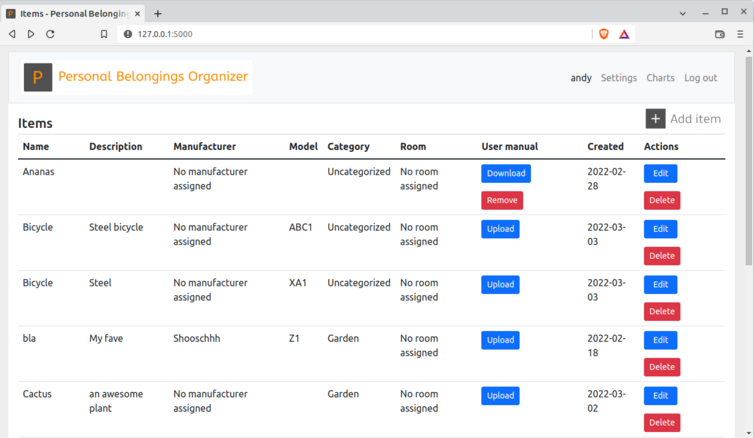 Items - Personal Belonging
127.0.0.1:5000
P Personal Belongings Organizer
andy Settings Charts Log out
Items
+ Add item
Name Description Manufacturer Model Category Room User manual Created Actions
Ananas No manufacturer Uncategorized No room Download 2022-02- Edit
assigned assigned 28
Remove Delete
Bicycle Steel bicycle No manufacturer ABC1 Uncategorized No room Upload 2022-03- Edit
assigned assigned 03
Delete
Bicycle Steel No manufacturer XA1 Uncategorized No room Upload 2022-03- Edit
assigned assigned 03
Delete
bla My fave Shooschhh Z1 Garden No room Upload 2022-02- Edit
assigned 18
Delete
Cactus an awesome No manufacturer Garden No room Upload 2022-03- Edit
plant assigned assigned 02
Delete